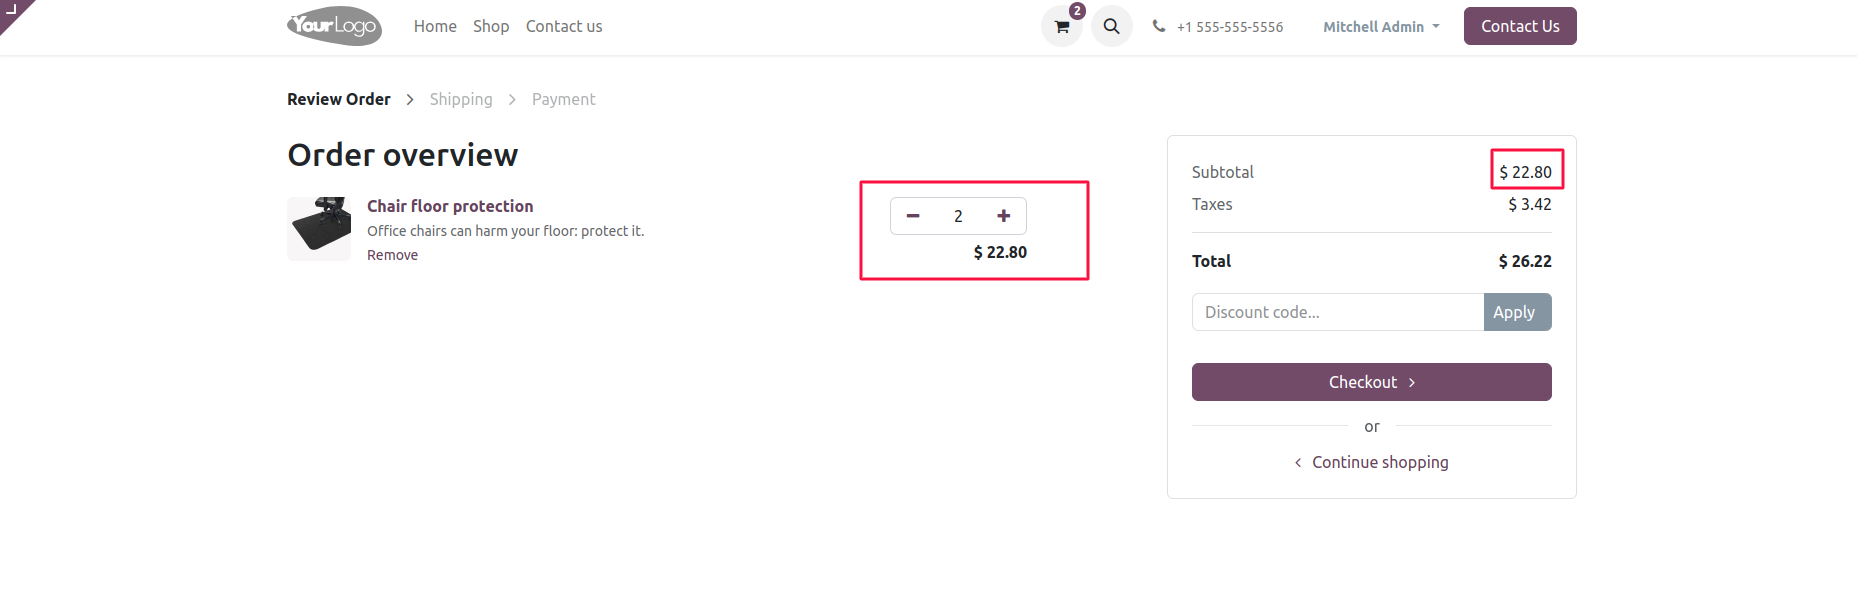 YourLogo Home Shop Contact us 2 +1 555-555-5556 Mitchell Admin Contact Us
Review Order Shipping Payment
Order overview
Chair floor protection
Office chairs can harm your floor: protect it.
Remove
2
$ 22.80
Subtotal $ 22.80
Taxes $ 3.42
Total $ 26.22
Discount code... Apply
Checkout
or
Continue shopping